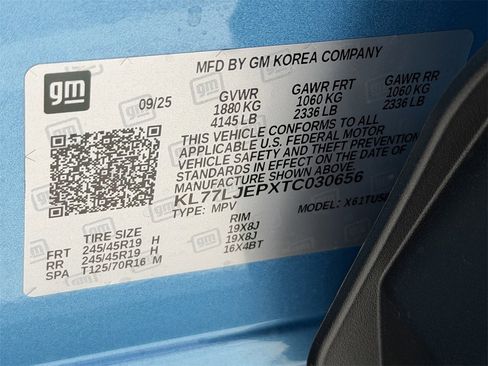 MFD BY GM KOREA COMPANY
gm
09/25 GVWR GAWR FRT GAWR RR
1880 KG 1060 KG 1060 KG
4145 LB 2336 LB 2336 LB
THIS VEHICLE CONFORMS TO ALL
APPLICABLE U.S. FEDERAL MOTOR
VEHICLE SAFETY AND THEFT PREVENTION
STANDARDS IN EFFECT ON THE DATE OF
MANUFACTURE SHOWN ABOVE.
KL77LJEPXTC030656
TYPE: MPV MODEL: X61TUS
TIRE SIZE RIM
FRT 245/45R19 H 19X8J
RR 245/45R19 H 19X8J
SPA T125/70R16 M 16X4BT